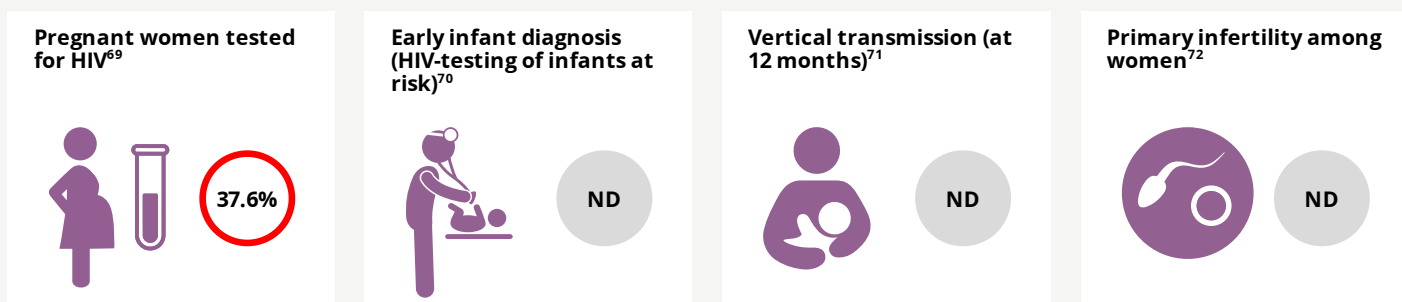 Pregnant women tested
for HIV⁶⁹
37.6%
Early infant diagnosis
(HIV-testing of infants at
risk)⁷⁰
ND
Vertical transmission (at
12 months)⁷¹
ND
Primary infertility among
women⁷²
ND